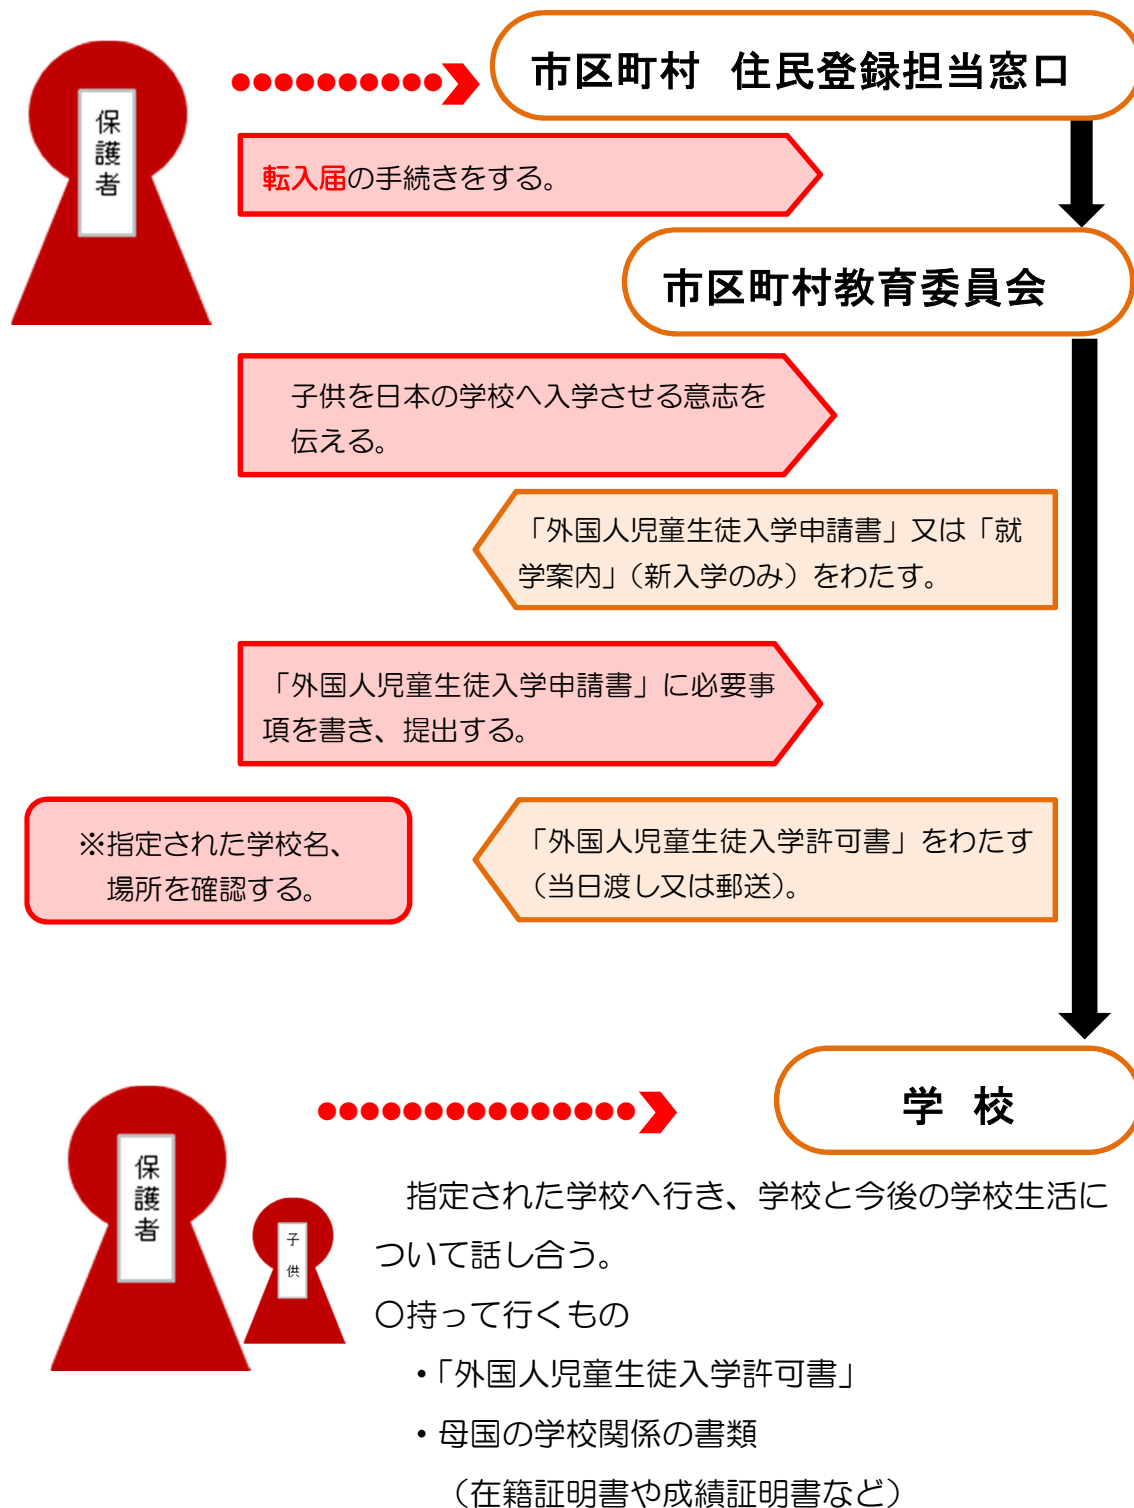 保護者
市区町村　住民登録担当窓口
転入届の手続きをする。
市区町村教育委員会
子供を日本の学校へ入学させる意志を
伝える。
「外国人児童生徒入学申請書」又は「就
学案内」（新入学のみ）をわたす。
「外国人児童生徒入学申請書」に必要事
項を書き、提出する。
※指定された学校名、
場所を確認する。
「外国人児童生徒入学許可書」をわたす
（当日渡し又は郵送）。
学　校
保護者
子供
指定された学校へ行き、学校と今後の学校生活に
ついて話し合う。
〇持って行くもの
・「外国人児童生徒入学許可書」
・母国の学校関係の書類
（在籍証明書や成績証明書など）